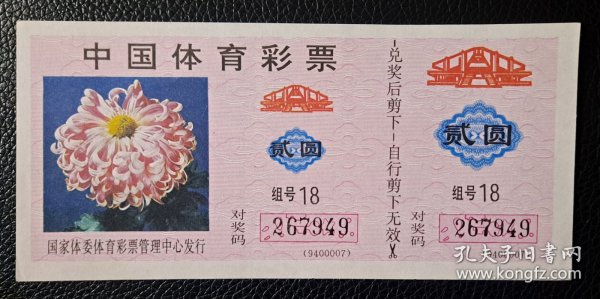 中国体育彩票
贰圆
组号18
对奖码
267949
(9400007)
国家体委体育彩票管理中心发行
—兑奖后剪下—自行剪下无效
贰圆
组号18
对奖码
267949
孔夫子旧书网
www.kongfz.com